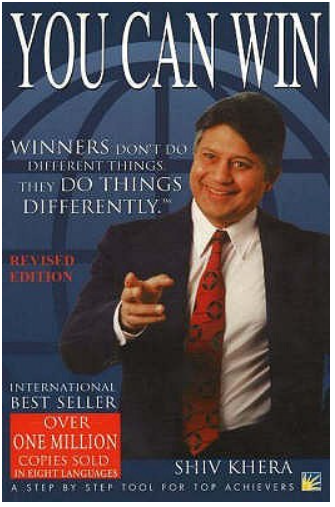 YOU CAN WIN
WINNERS DON'T DO
DIFFERENT THINGS.
THEY DO THINGS
DIFFERENTLY.™
REVISED
EDITION
INTERNATIONAL
BEST SELLER
OVER
ONE MILLION
COPIES SOLD
IN EIGHT LANGUAGES
SHIV KHERA
A STEP BY STEP TOOL FOR TOP ACHIEVERS